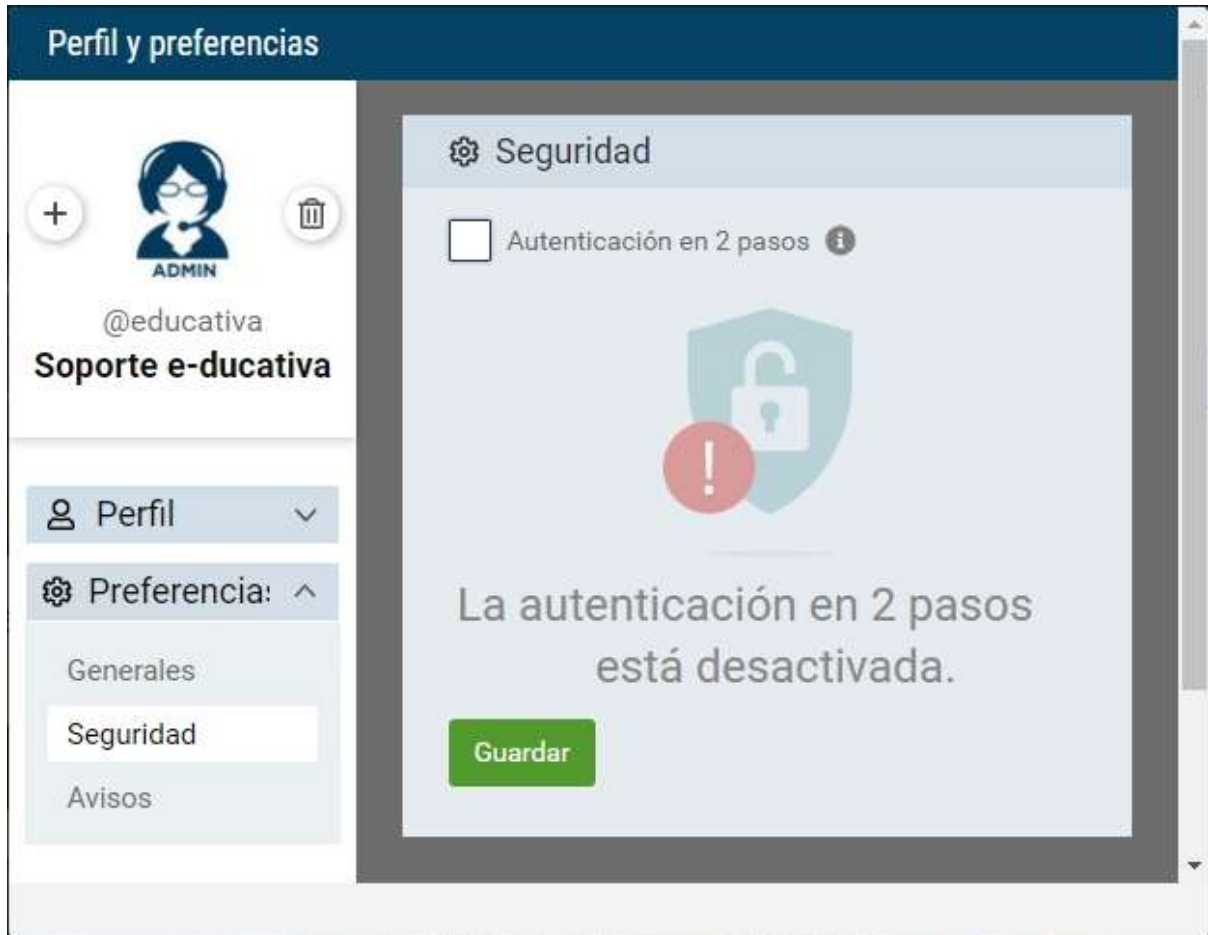 Perfil y preferencias
ADMIN
@educativa
Soporte e-ducativa
Perfil
Preferencias
Generales
Seguridad
Avisos
Seguridad
Autenticación en 2 pasos
La autenticación en 2 pasos
está desactivada.
Guardar